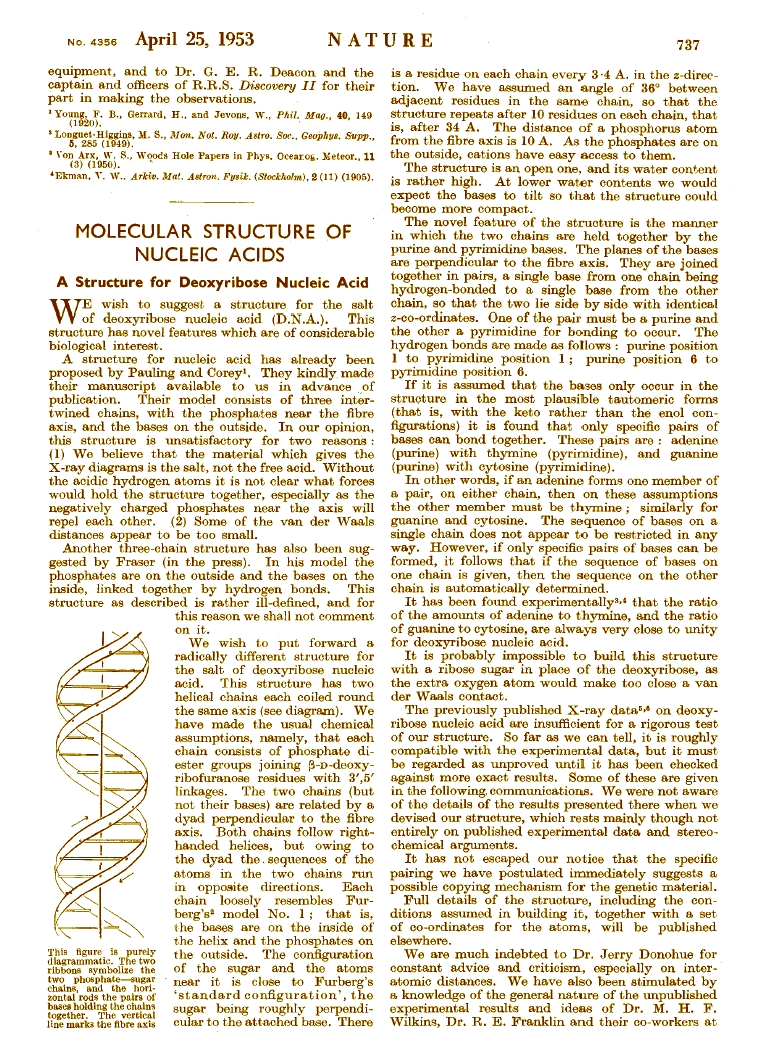 No. 4356 April 25, 1953 NATURE 737
equipment, and to Dr. G. E. R. Deacon and the
captain and officers of R.R.S. Discovery II for their
part in making the observations.
¹ Young, F. B., Gerrard, H., and Jevons, W., Phil. Mag., 40, 149
(1920).
² Longuet-Higgins, M. S., Mon. Not. Roy. Astro. Soc., Geophys. Supp.,
5, 285 (1949).
³ Von Arx, W. S., Woods Hole Papers in Phys. Oceanog. Meteor., 11
(3) (1950).
⁴ Ekman, V. W., Arkiv. Mat. Astron. Fysik. (Stockholm), 2 (11) (1905).
MOLECULAR STRUCTURE OF
NUCLEIC ACIDS
A Structure for Deoxyribose Nucleic Acid
WE wish to suggest a structure for the salt
of deoxyribose nucleic acid (D.N.A.). This
structure has novel features which are of considerable
biological interest.
A structure for nucleic acid has already been
proposed by Pauling and Corey¹. They kindly made
their manuscript available to us in advance of
publication. Their model consists of three inter-
twined chains, with the phosphates near the fibre
axis, and the bases on the outside. In our opinion,
this structure is unsatisfactory for two reasons :
(1) We believe that the material which gives the
X-ray diagrams is the salt, not the free acid. Without
the acidic hydrogen atoms it is not clear what forces
would hold the structure together, especially as the
negatively charged phosphates near the axis will
repel each other. (2) Some of the van der Waals
distances appear to be too small.
Another three-chain structure has also been sug-
gested by Fraser (in the press). In his model the
phosphates are on the outside and the bases on the
inside, linked together by hydrogen bonds. This
structure as described is rather ill-defined, and for
this reason we shall not comment
on it.
We wish to put forward a
radically different structure for
the salt of deoxyribose nucleic
acid. This structure has two
helical chains each coiled round
the same axis (see diagram). We
have made the usual chemical
assumptions, namely, that each
chain consists of phosphate di-
ester groups joining β-D-deoxy-
ribofuranose residues with 3′,5′
linkages. The two chains (but
not their bases) are related by a
dyad perpendicular to the fibre
axis. Both chains follow right-
handed helices, but owing to
the dyad the sequences of the
atoms in the two chains run
in opposite directions. Each
chain loosely resembles Fur-
berg's² model No. 1 ; that is,
the bases are on the inside of
the helix and the phosphates on
the outside. The configuration
of the sugar and the atoms
near it is close to Furberg's
'standard configuration', the
sugar being roughly perpendi-
cular to the attached base. There
This figure is purely
diagrammatic. The two
ribbons symbolize the
two phosphate—sugar
chains, and the hori-
zontal rods the pairs of
bases holding the chains
together. The vertical
line marks the fibre axis
is a residue on each chain every 3·4 A. in the z-direc-
tion. We have assumed an angle of 36° between
adjacent residues in the same chain, so that the
structure repeats after 10 residues on each chain, that
is, after 34 A. The distance of a phosphorus atom
from the fibre axis is 10 A. As the phosphates are on
the outside, cations have easy access to them.
The structure is an open one, and its water content
is rather high. At lower water contents we would
expect the bases to tilt so that the structure could
become more compact.
The novel feature of the structure is the manner
in which the two chains are held together by the
purine and pyrimidine bases. The planes of the bases
are perpendicular to the fibre axis. They are joined
together in pairs, a single base from one chain being
hydrogen-bonded to a single base from the other
chain, so that the two lie side by side with identical
z-co-ordinates. One of the pair must be a purine and
the other a pyrimidine for bonding to occur. The
hydrogen bonds are made as follows : purine position
1 to pyrimidine position 1 ; purine position 6 to
pyrimidine position 6.
If it is assumed that the bases only occur in the
structure in the most plausible tautomeric forms
(that is, with the keto rather than the enol con-
figurations) it is found that only specific pairs of
bases can bond together. These pairs are : adenine
(purine) with thymine (pyrimidine), and guanine
(purine) with cytosine (pyrimidine).
In other words, if an adenine forms one member of
a pair, on either chain, then on these assumptions
the other member must be thymine ; similarly for
guanine and cytosine. The sequence of bases on a
single chain does not appear to be restricted in any
way. However, if only specific pairs of bases can be
formed, it follows that if the sequence of bases on
one chain is given, then the sequence on the other
chain is automatically determined.
It has been found experimentally³,⁴ that the ratio
of the amounts of adenine to thymine, and the ratio
of guanine to cytosine, are always very close to unity
for deoxyribose nucleic acid.
It is probably impossible to build this structure
with a ribose sugar in place of the deoxyribose, as
the extra oxygen atom would make too close a van
der Waals contact.
The previously published X-ray data⁵,⁶ on deoxy-
ribose nucleic acid are insufficient for a rigorous test
of our structure. So far as we can tell, it is roughly
compatible with the experimental data, but it must
be regarded as unproved until it has been checked
against more exact results. Some of these are given
in the following communications. We were not aware
of the details of the results presented there when we
devised our structure, which rests mainly though not
entirely on published experimental data and stereo-
chemical arguments.
It has not escaped our notice that the specific
pairing we have postulated immediately suggests a
possible copying mechanism for the genetic material.
Full details of the structure, including the con-
ditions assumed in building it, together with a set
of co-ordinates for the atoms, will be published
elsewhere.
We are much indebted to Dr. Jerry Donohue for
constant advice and criticism, especially on inter-
atomic distances. We have also been stimulated by
a knowledge of the general nature of the unpublished
experimental results and ideas of Dr. M. H. F.
Wilkins, Dr. R. E. Franklin and their co-workers at